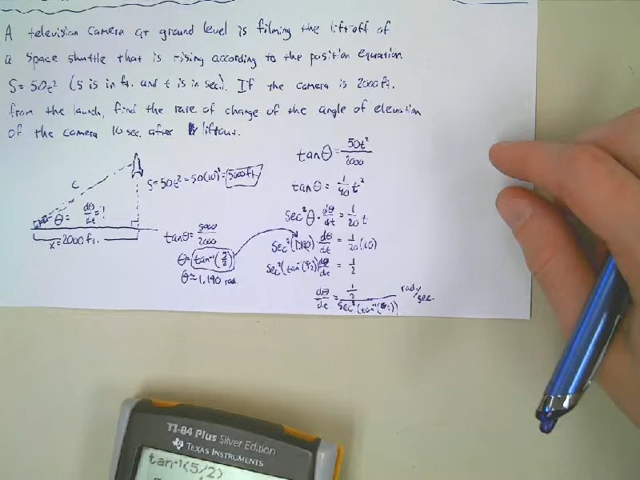 A television camera at ground level is filming the liftoff of
a space shuttle that is rising according to the position equation
S = 50t² (S is in ft. and t is in sec.). If the camera is 2000 ft.
from the launch, find the rate of change of the angle of elevation
of the camera 10 sec. after liftout.
c
S = 50t² = 50(10)² = 5000 ft
θ = dθ/dt = ?
x = 2000 ft.
tanθ = 5000/2000
θ = tan⁻¹(5/2)
θ ≈ 1.190 rad
tanθ = 50t²/2000
tanθ = 1/40 t²
sec²θ · dθ/dt = 1/20 t
sec²(1.190) · dθ/dt = 1/20 (10)
sec²(tan⁻¹(5/2)) dθ/dt = 1/2
dθ/dt = 1/2 / sec²(tan⁻¹(5/2)) rad/sec.
TI-84 Plus Silver Edition
TEXAS INSTRUMENTS
tan⁻¹(5/2)